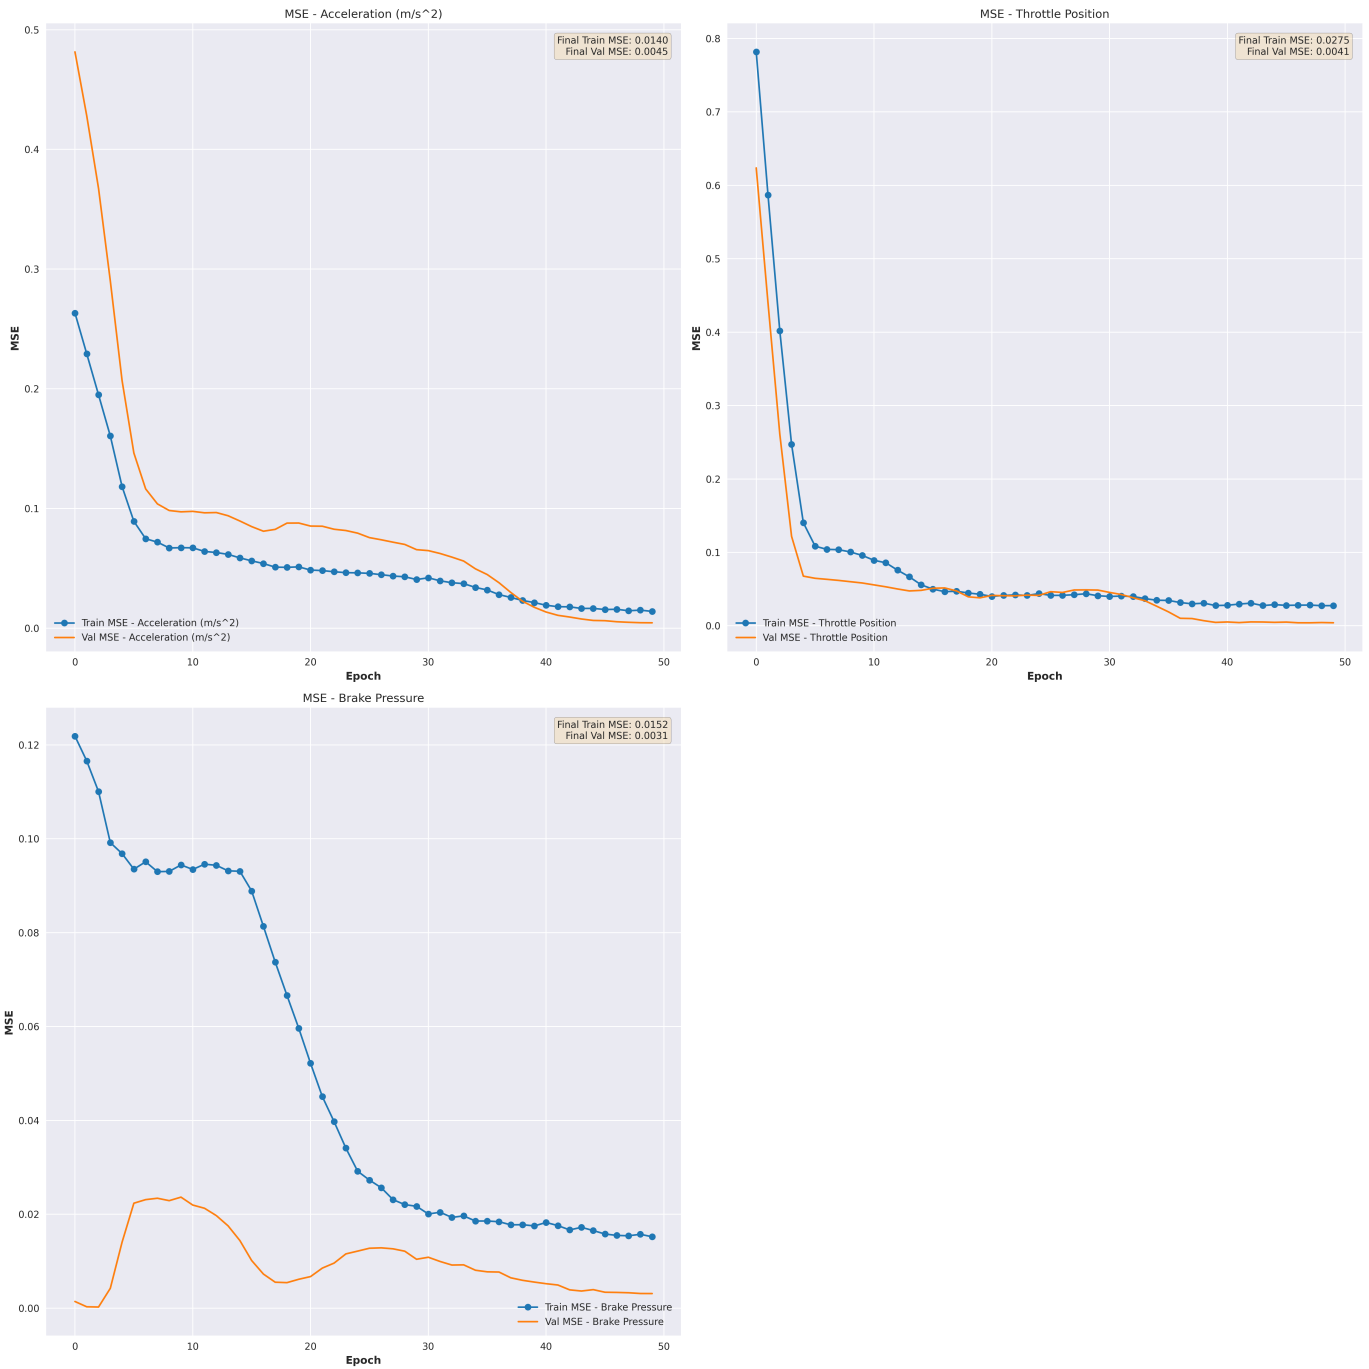 MSE - Acceleration (m/s^2)
Final Train MSE: 0.0140
Final Val MSE: 0.0045
0.5
0.4
0.3
0.2
0.1
0.0
MSE
Train MSE - Acceleration (m/s^2)
Val MSE - Acceleration (m/s^2)
0 10 20 30 40 50
Epoch
MSE - Throttle Position
Final Train MSE: 0.0275
Final Val MSE: 0.0041
0.8
0.7
0.6
0.5
0.4
0.3
0.2
0.1
0.0
MSE
Train MSE - Throttle Position
Val MSE - Throttle Position
0 10 20 30 40 50
Epoch
MSE - Brake Pressure
Final Train MSE: 0.0152
Final Val MSE: 0.0031
0.12
0.10
0.08
0.06
0.04
0.02
0.00
MSE
Train MSE - Brake Pressure
Val MSE - Brake Pressure
0 10 20 30 40 50
Epoch